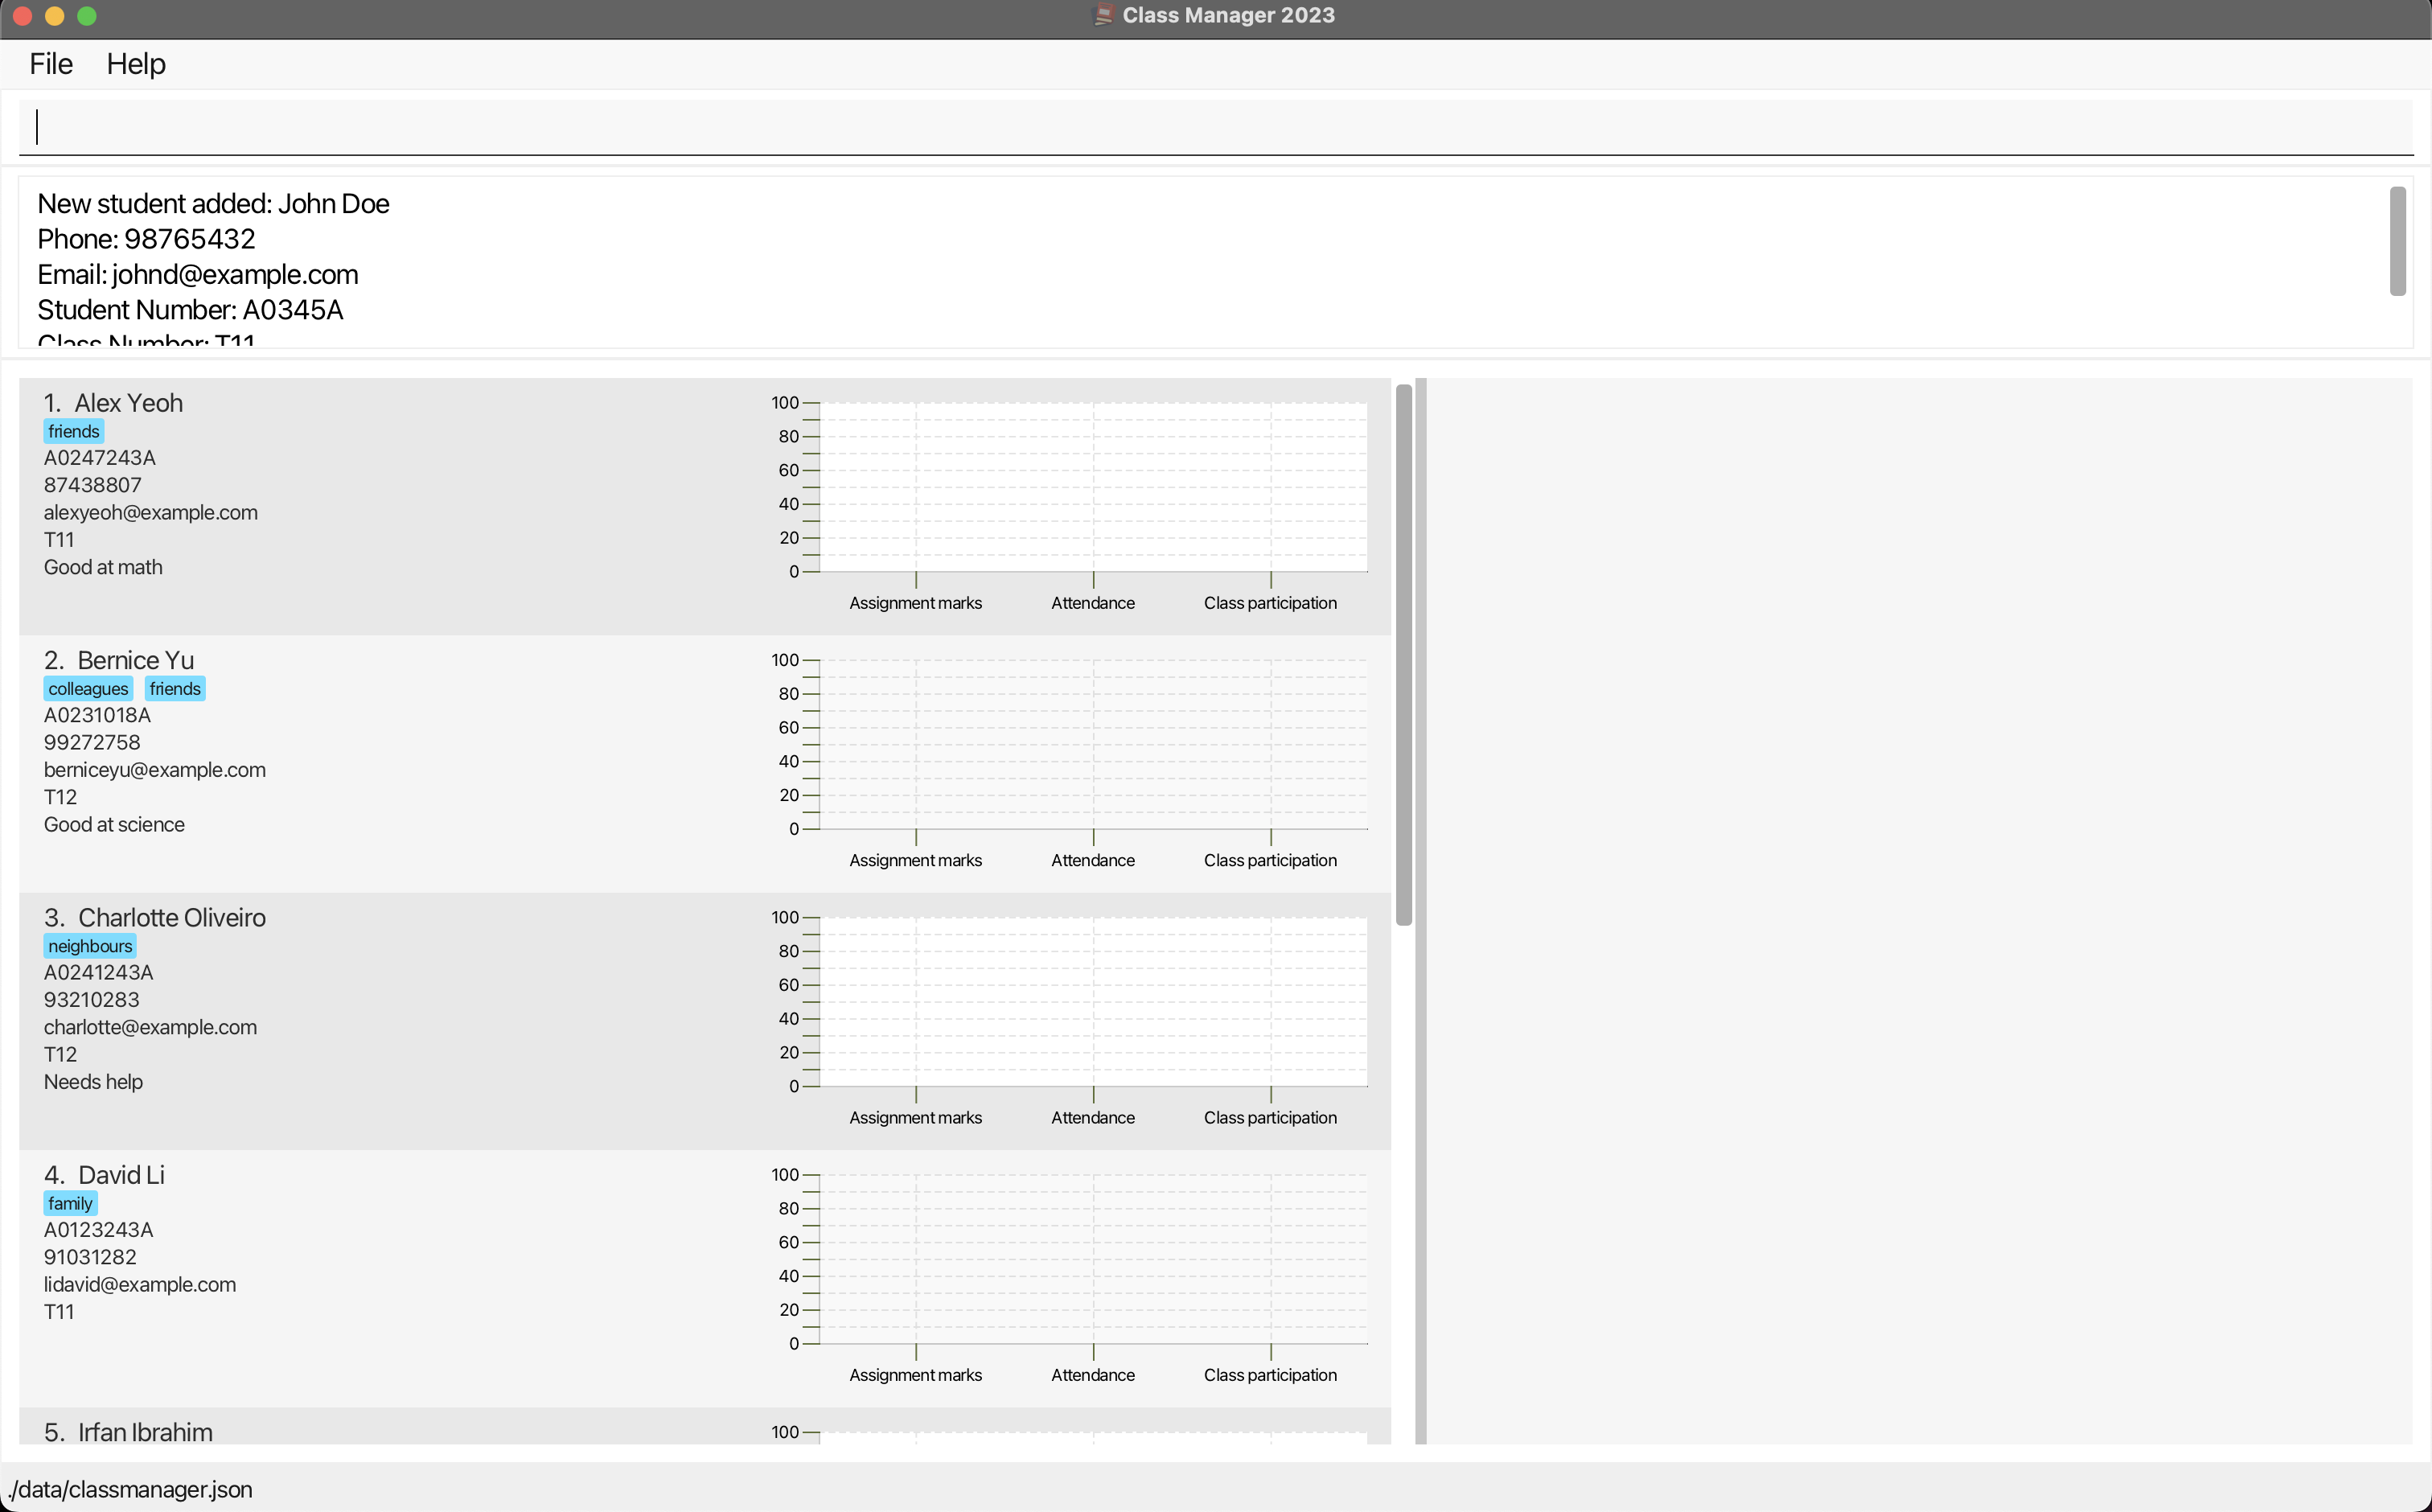 Class Manager 2023
File Help
New student added: John Doe
Phone: 98765432
Email: johnd@example.com
Student Number: A0345A
Class Number: T11
1. Alex Yeoh
friends
A0247243A
87438807
alexyeoh@example.com
T11
Good at math
100
80
60
40
20
0
Assignment marks Attendance Class participation
2. Bernice Yu
colleagues friends
A0231018A
99272758
berniceyu@example.com
T12
Good at science
100
80
60
40
20
0
Assignment marks Attendance Class participation
3. Charlotte Oliveiro
neighbours
A0241243A
93210283
charlotte@example.com
T12
Needs help
100
80
60
40
20
0
Assignment marks Attendance Class participation
4. David Li
family
A0123243A
91031282
lidavid@example.com
T11
100
80
60
40
20
0
Assignment marks Attendance Class participation
5. Irfan Ibrahim
100
./data/classmanager.json